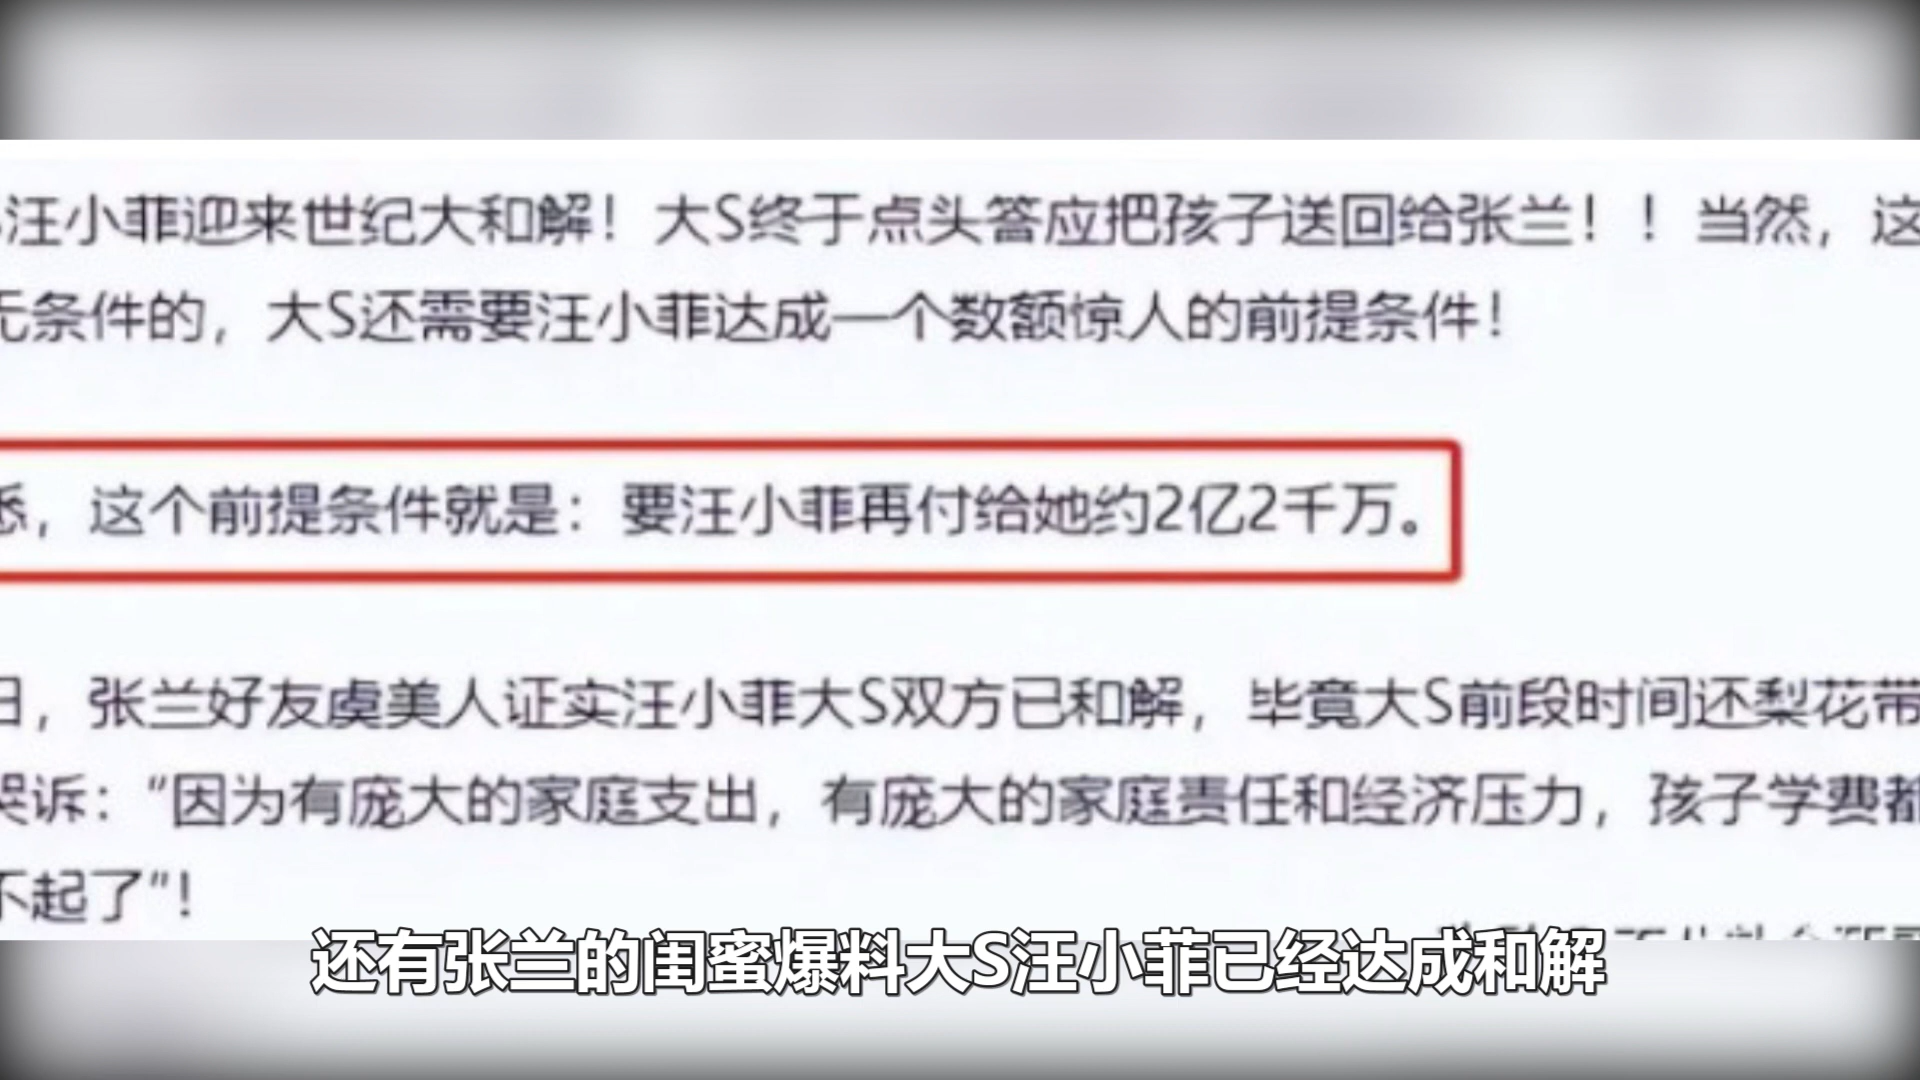 汪小菲迎来世纪大和解！大S终于点头答应把孩子送回给张兰！！当然，这
无条件的，大S还需要汪小菲达成一个数额惊人的前提条件！
悉，这个前提条件就是：要汪小菲再付给她约2亿2千万。
日，张兰好友虞美人证实汪小菲大S双方已和解，毕竟大S前段时间还梨花带
哭诉：“因为有庞大的家庭支出，有庞大的家庭责任和经济压力，孩子学费都
不起了”！
还有张兰的闺蜜爆料大S汪小菲已经达成和解